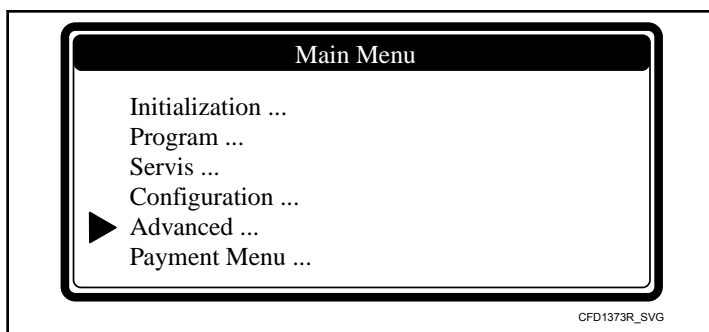 Main Menu
Initialization ...
Program ...
Servis ...
Configuration ...
Advanced ...
Payment Menu ...
CFD1373R_SVG